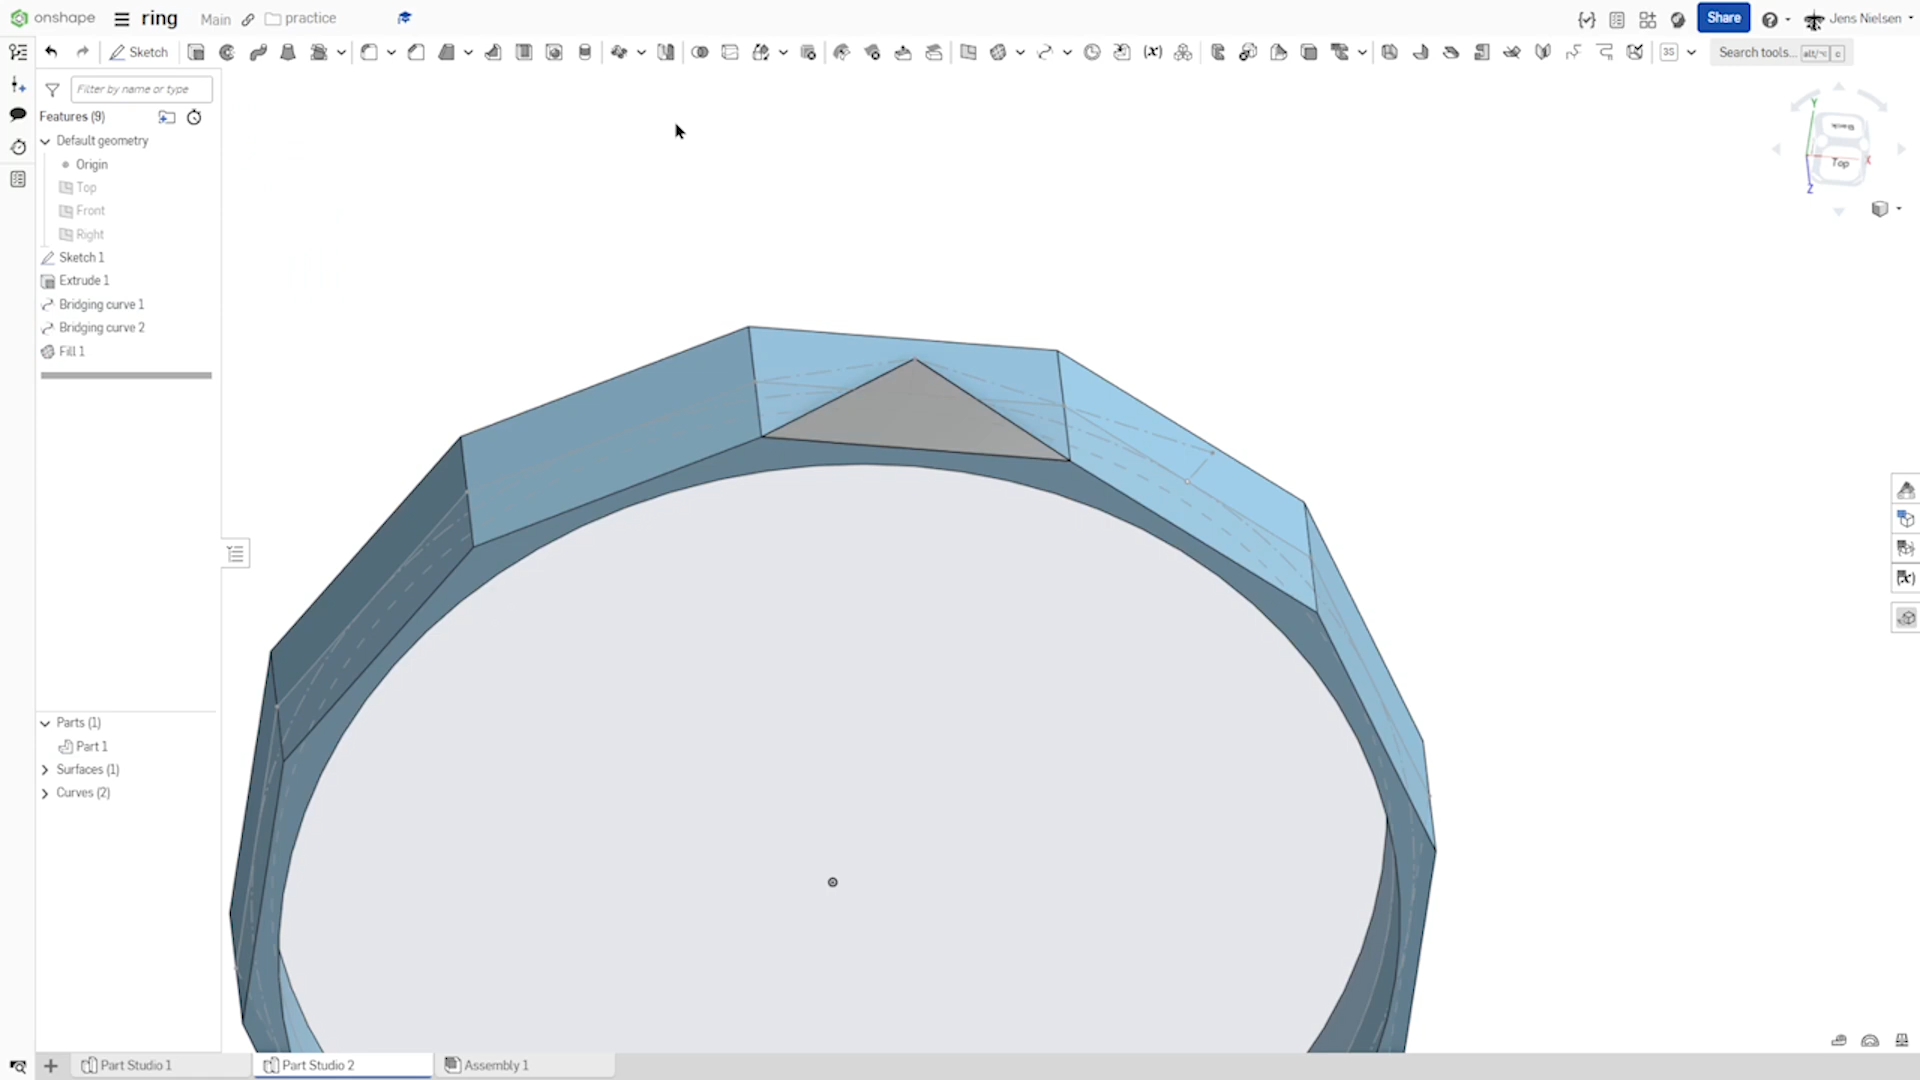 onshape
ring
Main
practice
Share
Jens Nielsen
Sketch
Search tools... alt/⌥ c
Filter by name or type
Features (9)
Default geometry
Origin
Top
Front
Right
Sketch 1
Extrude 1
Bridging curve 1
Bridging curve 2
Fill 1
Parts (1)
Part 1
Surfaces (1)
Curves (2)
Y
Back
Top
X
Z
Part Studio 1
Part Studio 2
Assembly 1